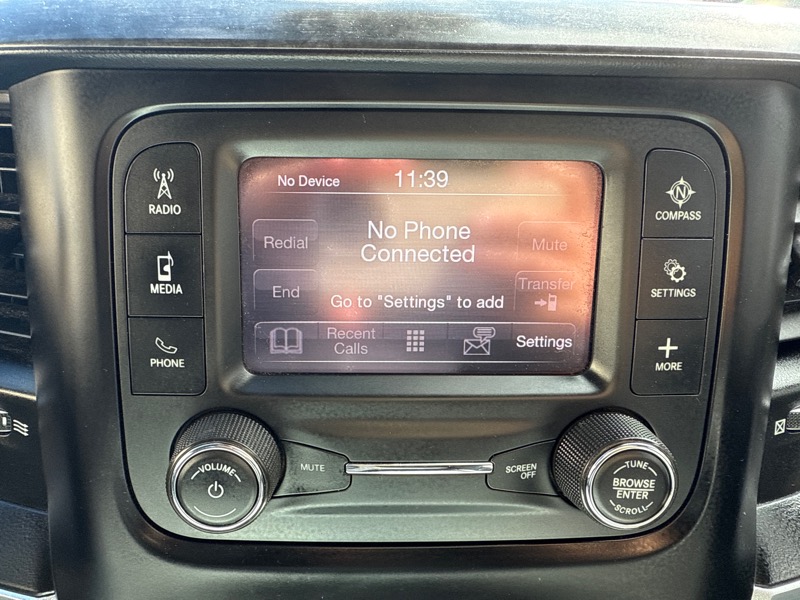 RADIO
MEDIA
PHONE
No Device
11:39
Redial
No Phone
Connected
Mute
End
Go to "Settings" to add
Transfer
Recent
Calls
Settings
N
COMPASS
SETTINGS
MORE
VOLUME
MUTE
SCREEN
OFF
TUNE
BROWSE
ENTER
SCROLL